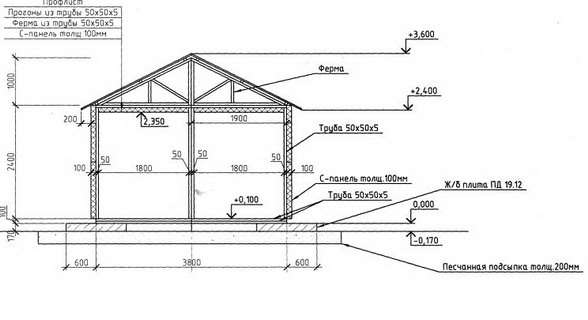 Профлист
Прогоны из трубы 50х50х5
Ферма из трубы 50х50х5
С-панель толщ 100мм
+3,600
1000
Ферма
+2,400
200
2,350
1900
Труба 50х50х5
2400
50
50
50
100
1800
1800
100
С-панель толщ.100мм
Труба 50х50х5
Ж/б плита ПД 19.12
+0,100
0,000
100
170
-0,170
600
3800
600
Песчанная подсыпка толщ.200мм